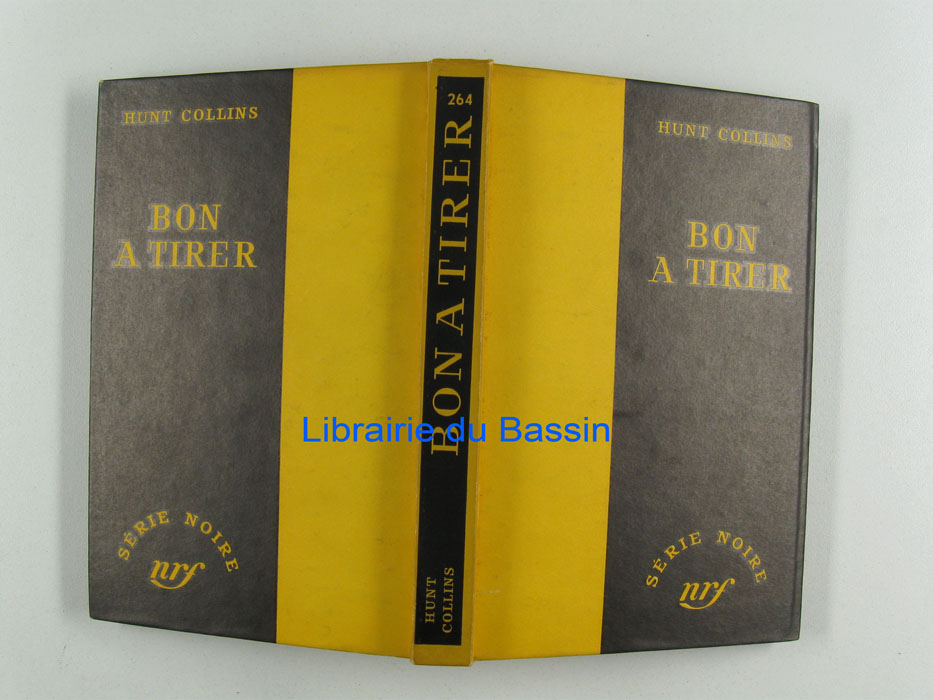 HUNT COLLINS
BON
A TIRER
SÉRIE NOIRE
nrf
264
BON A TIRER
HUNT
COLLINS
HUNT COLLINS
BON
A TIRER
SÉRIE NOIRE
nrf
Librairie du Bassin